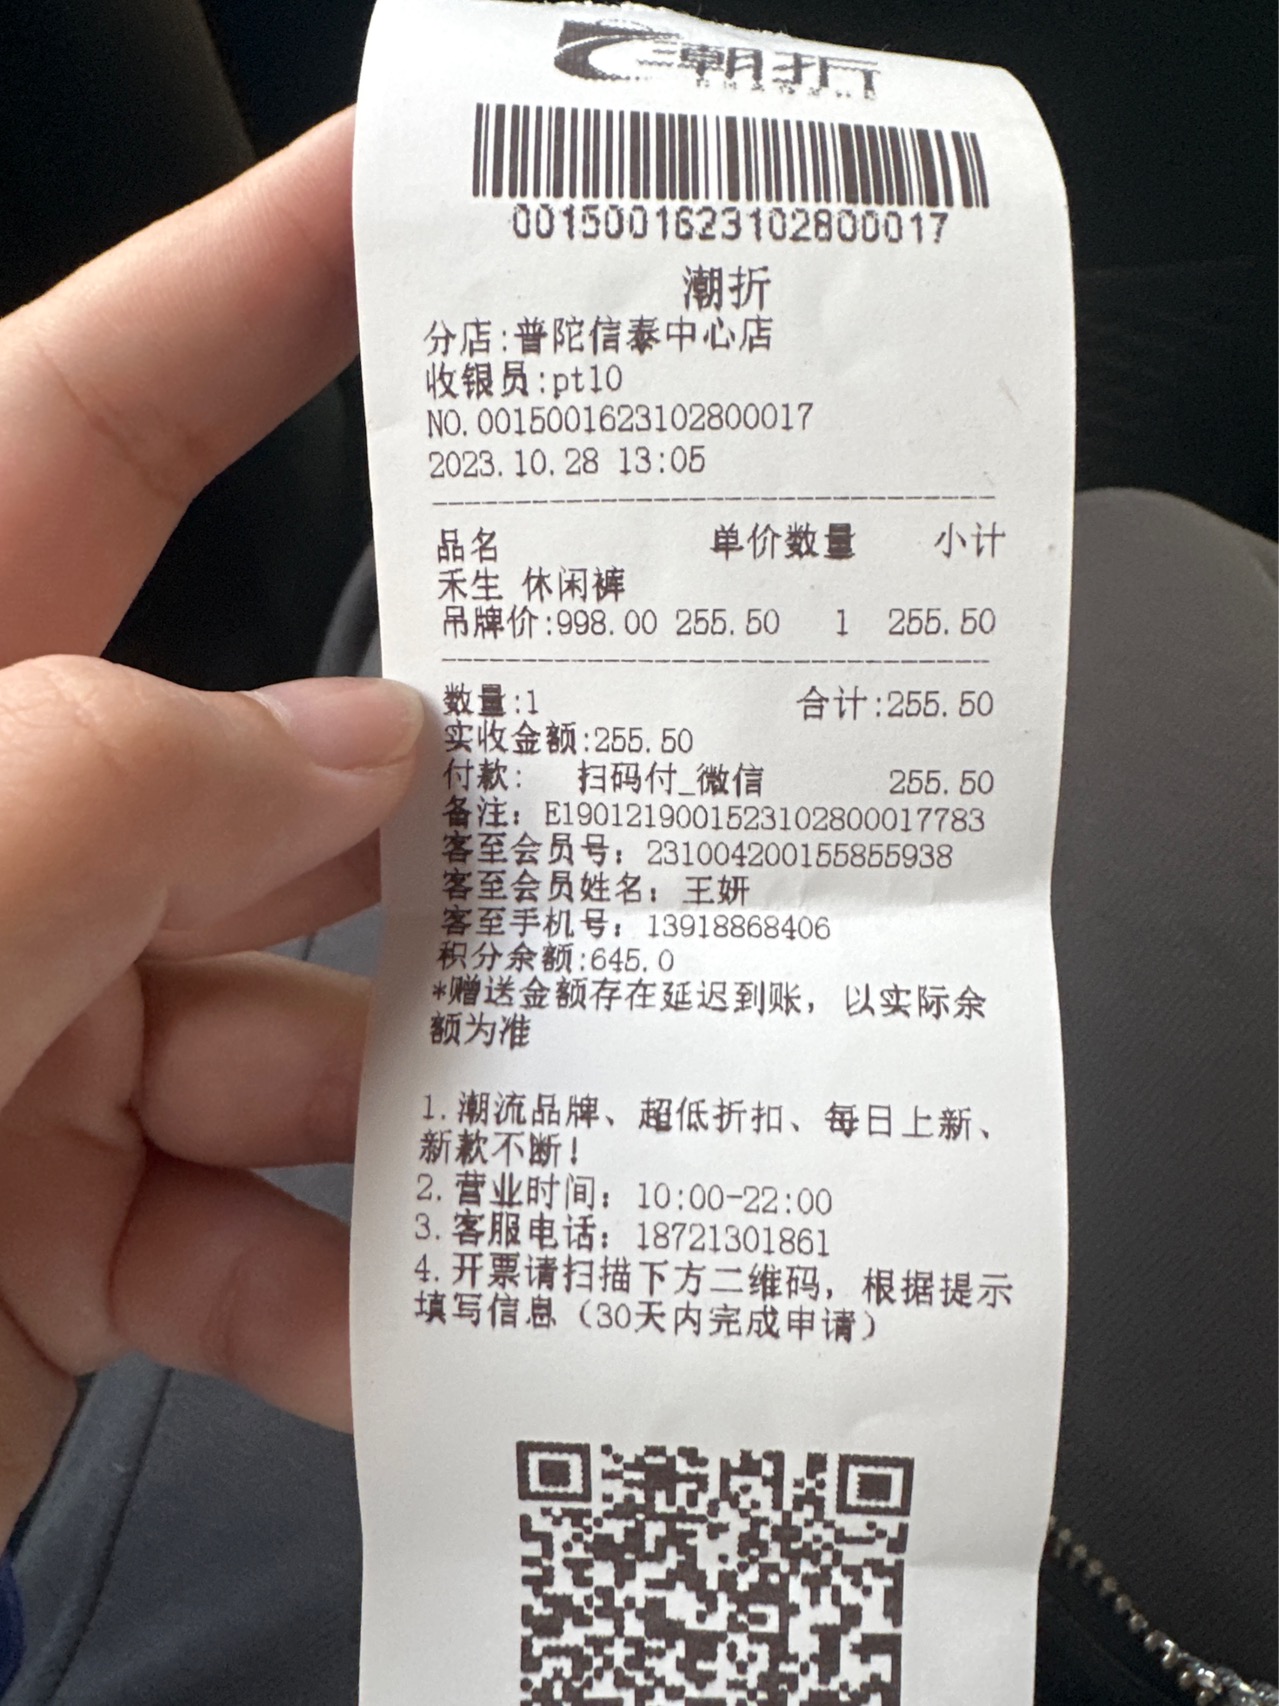 潮折
0015001623102800017
潮折
分店:普陀信泰中心店
收银员:pt10
NO.0015001623102800017
2023.10.28 13:05
品名 单价数量 小计
禾生 休闲裤
吊牌价:998.00 255.50 1 255.50
数量:1 合计:255.50
实收金额:255.50
付款: 扫码付_微信 255.50
备注：E1901219001523102800017783
客至会员号：231004200155855938
客至会员姓名：王妍
客至手机号：13918868406
积分余额:645.0
*赠送金额存在延迟到账，以实际余
额为准
1.潮流品牌、超低折扣、每日上新、
新款不断！
2.营业时间：10:00-22:00
3.客服电话：18721301861
4.开票请扫描下方二维码，根据提示
填写信息（30天内完成申请）